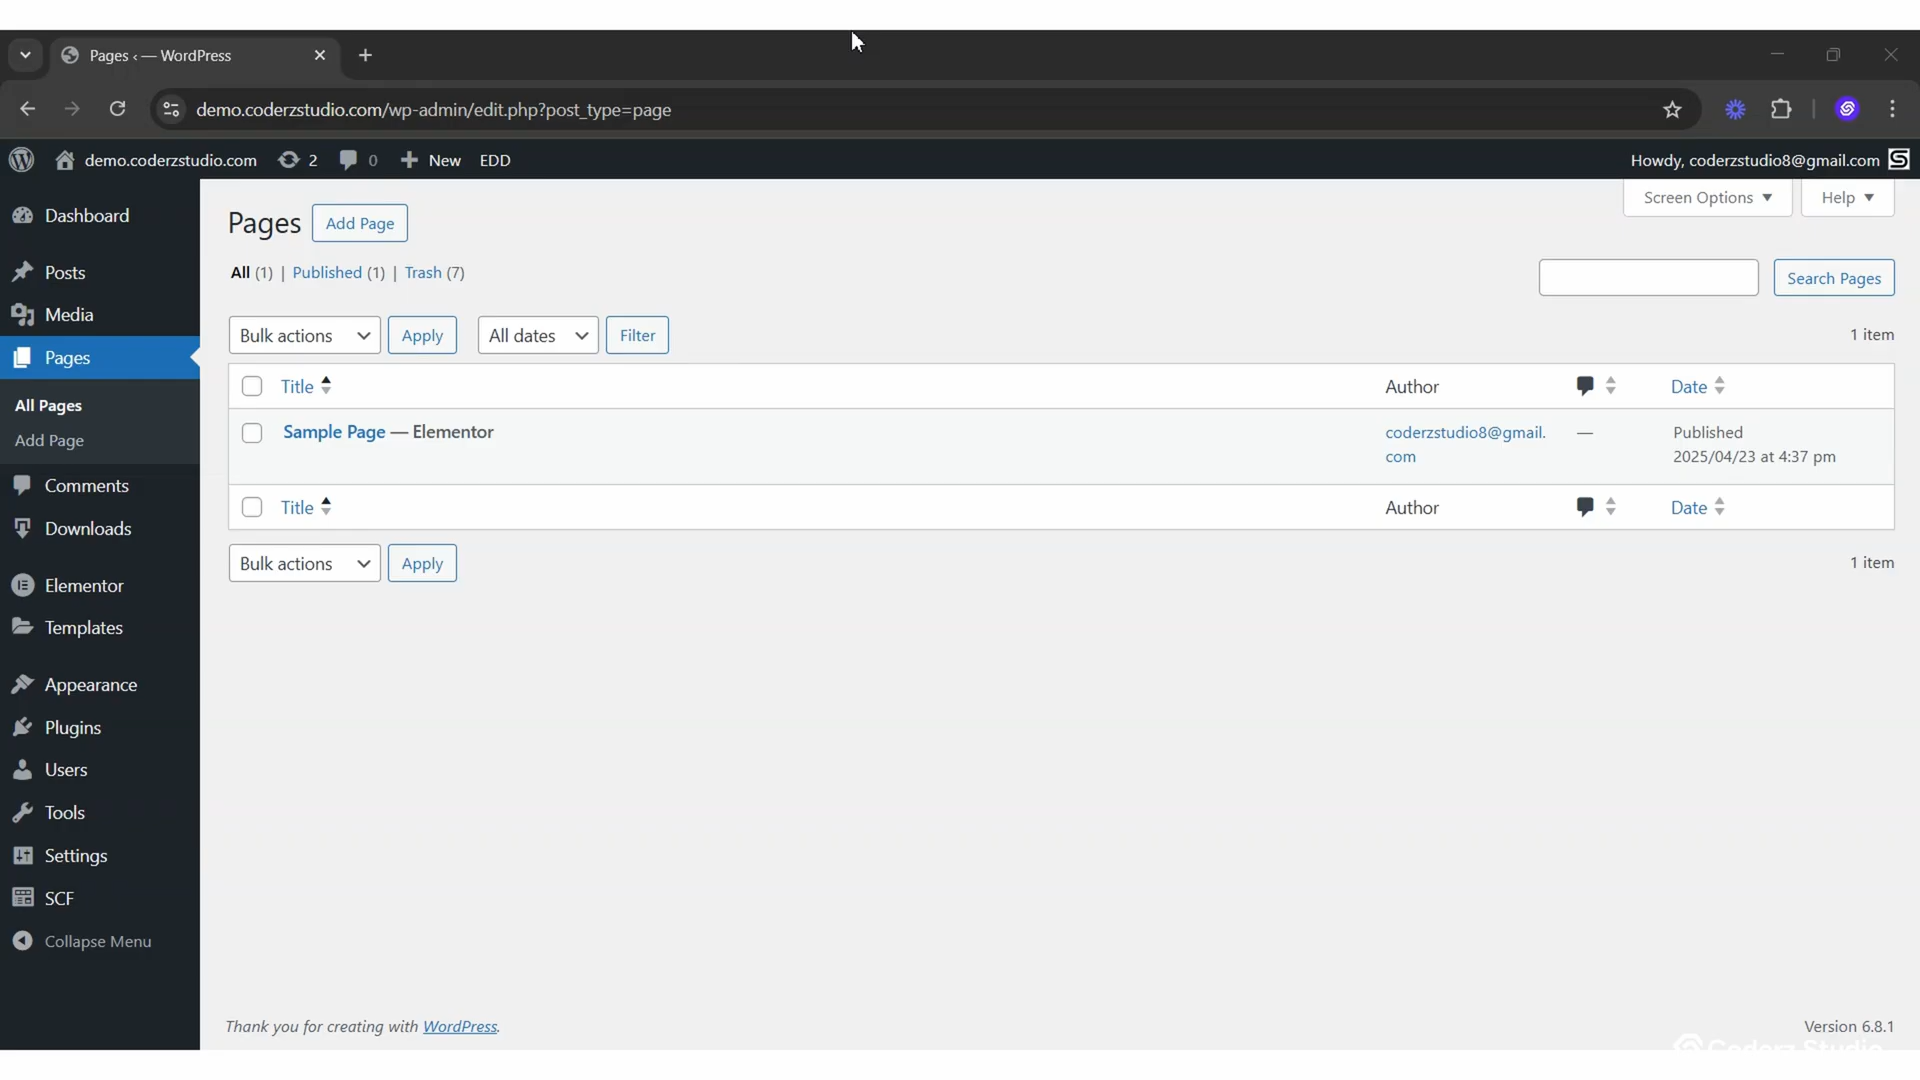 Pages ‹ — WordPress
demo.coderzstudio.com/wp-admin/edit.php?post_type=page
demo.coderzstudio.com 2 0 New EDD Howdy, coderzstudio8@gmail.com
Screen Options Help
Dashboard
Posts
Media
Pages
All Pages
Add Page
Comments
Downloads
Elementor
Templates
Appearance
Plugins
Users
Tools
Settings
SCF
Collapse Menu
Pages Add Page
All (1) | Published (1) | Trash (7)
Search Pages
Bulk actions Apply All dates Filter 1 item
Title Author Date
Sample Page — Elementor coderzstudio8@gmail. — Published
com 2025/04/23 at 4:37 pm
Title Author Date
Bulk actions Apply 1 item
Thank you for creating with WordPress. Version 6.8.1
Coderz Studio